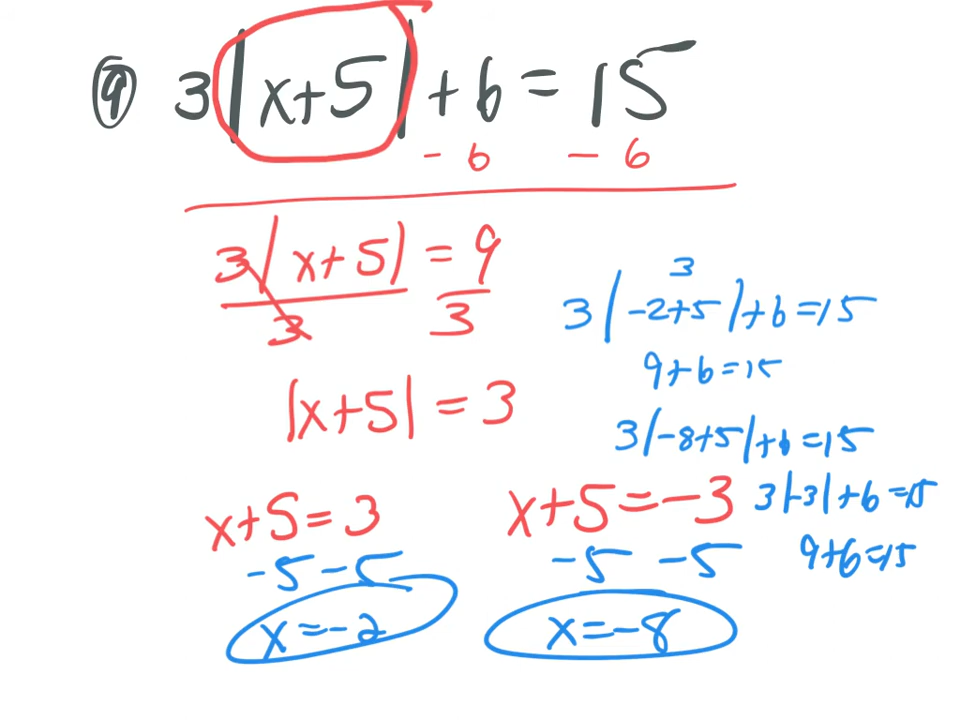 9 3|x+5|+6=15
-6 -6
3|x+5| = 9
3 3
|x+5| = 3
x+5=3 x+5=-3
-5 -5 -5 -5
x=-2 x=-8
3
3|-2+5|+6=15
9+6=15
3|-8+5|+6=15
3|-3|+6=15
9+6=15